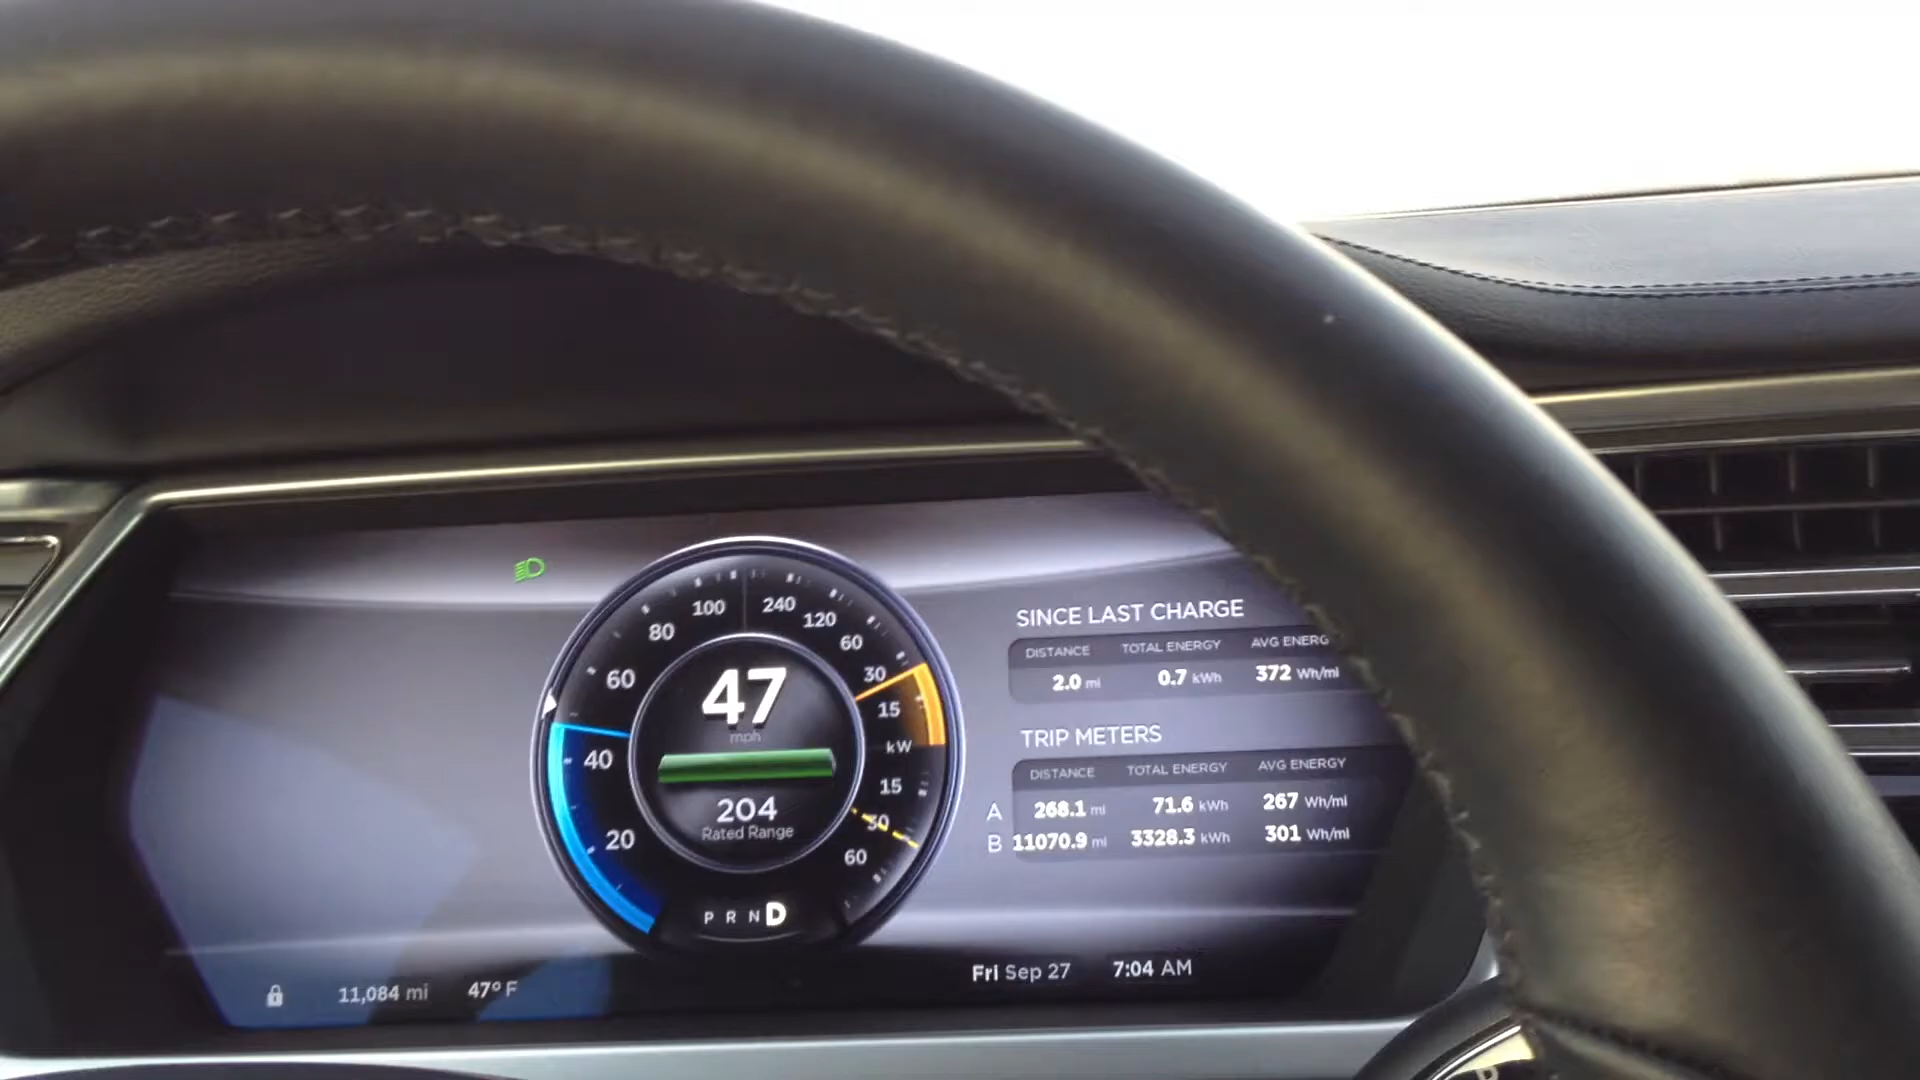 SINCE LAST CHARGE
DISTANCE TOTAL ENERGY AVG ENERG
2.0 mi 0.7 kWh 372 Wh/mi
TRIP METERS
DISTANCE TOTAL ENERGY AVG ENERGY
A 268.1 mi 71.6 kWh 267 Wh/mi
B 11070.9 mi 3328.3 kWh 301 Wh/mi
100 240
80 120
60 60
30
40 15
kW
20 15
30
60
47
mph
204
Rated Range
P R N D
11,084 mi 47° F
Fri Sep 27 7:04 AM